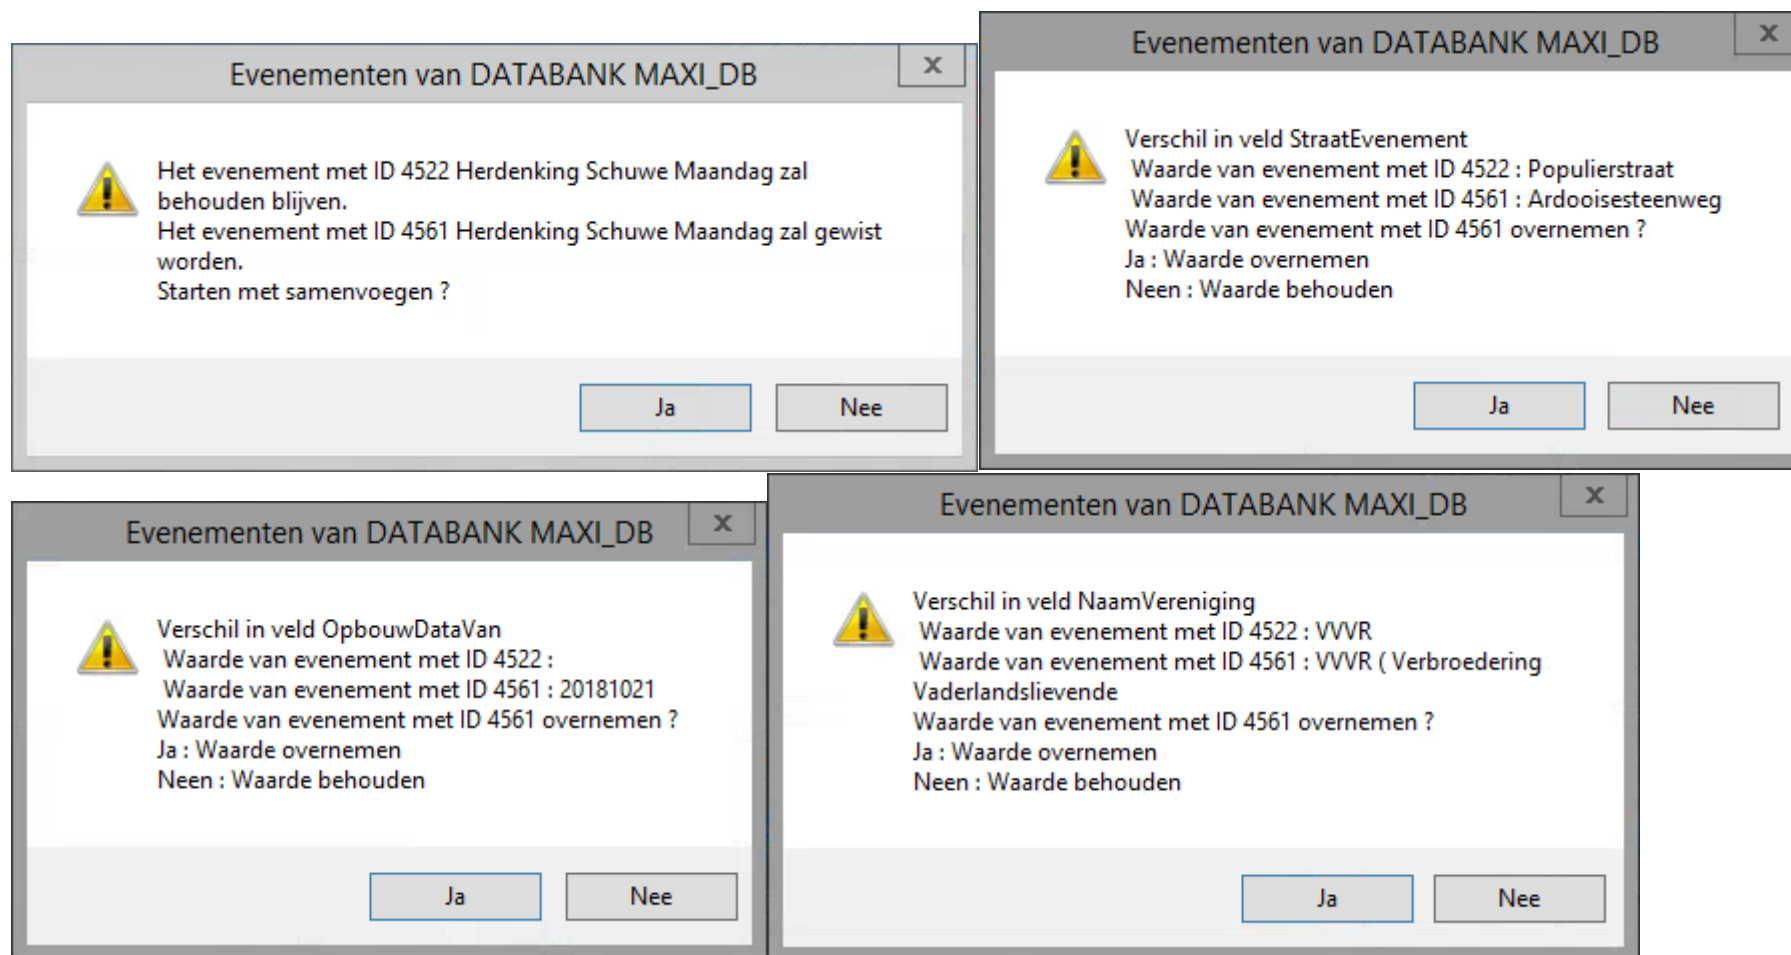 Evenementen van DATABANK MAXI_DB
x
Het evenement met ID 4522 Herdenking Schuwe Maandag zal
behouden blijven.
Het evenement met ID 4561 Herdenking Schuwe Maandag zal gewist
worden.
Starten met samenvoegen ?
Ja
Nee
Evenementen van DATABANK MAXI_DB
x
Verschil in veld StraatEvenement
Waarde van evenement met ID 4522 : Populierstraat
Waarde van evenement met ID 4561 : Ardooisesteenweg
Waarde van evenement met ID 4561 overnemen ?
Ja : Waarde overnemen
Neen : Waarde behouden
Ja
Nee
Evenementen van DATABANK MAXI_DB
x
Verschil in veld OpbouwDataVan
Waarde van evenement met ID 4522 :
Waarde van evenement met ID 4561 : 20181021
Waarde van evenement met ID 4561 overnemen ?
Ja : Waarde overnemen
Neen : Waarde behouden
Ja
Nee
Evenementen van DATABANK MAXI_DB
x
Verschil in veld NaamVereniging
Waarde van evenement met ID 4522 : VVVR
Waarde van evenement met ID 4561 : VVVR ( Verbroedering
Vaderlandslievende
Waarde van evenement met ID 4561 overnemen ?
Ja : Waarde overnemen
Neen : Waarde behouden
Ja
Nee